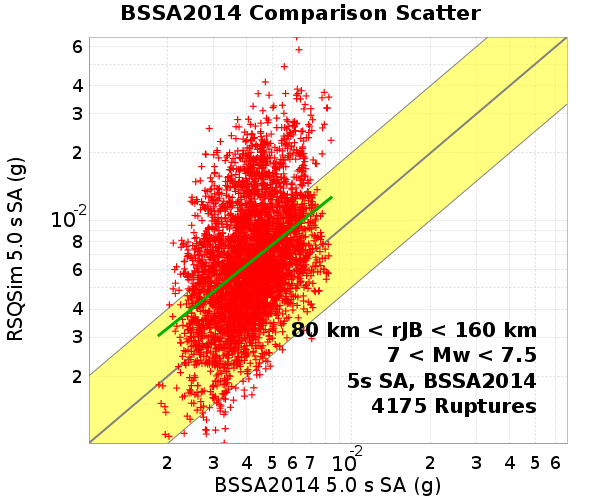 BSSA2014 Comparison Scatter
6
4
3
2
10-2
8
6
4
3
2
RSQSim 5.0 s SA (g)
80 km < rJB < 160 km
7 < Mw < 7.5
5s SA, BSSA2014
4175 Ruptures
2 3 4 5 6 7 10-2 2 3 4 5 6
BSSA2014 5.0 s SA (g)